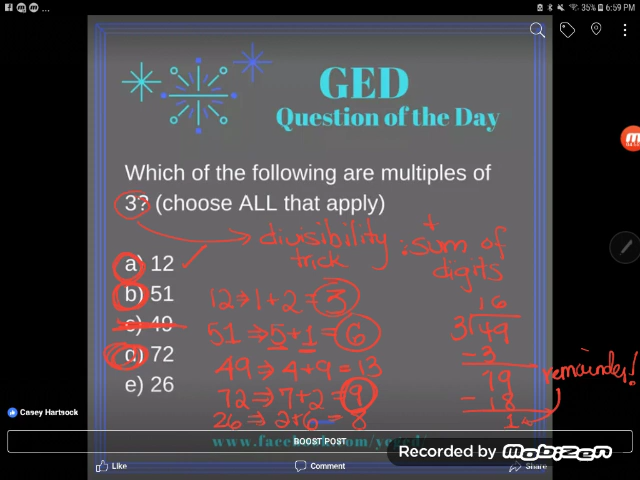 35% 6:59 PM
GED
Question of the Day
Which of the following are multiples of
3? (choose ALL that apply)
divisibility : sum of
trick digits
a) 12
b) 51
c) 49
d) 72
e) 26
12 ⇒ 1 + 2 = 3
51 ⇒ 5 + 1 = 6
49 ⇒ 4 + 9 = 13
72 ⇒ 7 + 2 = 9
26 ⇒ 2 + 6 = 8
16
3 49
- 3
19
- 18
1
remainder!
Casey Hartsock
BOOST POST
Recorded by mobizen
Like Comment Share